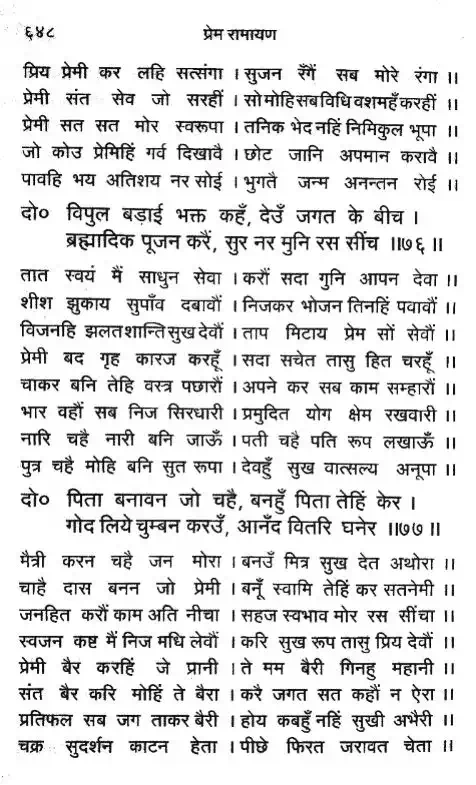 ६४८ प्रेम रामायण
प्रिय प्रेमी कर लहि सत्संगा । सुजन रँगैं सब मोरे रंगा ।।
प्रेमी संत सेव जो सरहीं । सो मोहि सब विधि वश महँ करहीं ।।
प्रेमी सत सत मोर स्वरूपा । तनिक भेद नहिं निमिकुल भूपा ।।
जो कोउ प्रेमिहिं गर्व दिखावै । छोट जानि अपमान करावै ।।
पावहि भय अतिशय नर सोई । भुगतै जन्म अनन्तन रोई ।।
दो० विपुल बड़ाई भक्त कहँ, देउँ जगत के बीच ।
ब्रह्मादिक पूजन करैं, सुर नर मुनि रस सींच ।।७६।।
तात स्वयं मैं साधुन सेवा । करौं सदा गुनि आपन देवा ।।
शीश झुकाय सुपाँव दबावौं । निजकर भोजन तिनहिं पवावौं ।।
विजनहि झलत शान्ति सुख देवौं । ताप मिटाय प्रेम सों सेवौं ।।
प्रेमी बद गृह कारज करहूँ । सदा सचेत तासु हित चरहूँ ।।
चाकर बनि तेहि वस्त्र पछारौं । अपने कर सब काम सम्हारौं ।।
भार वहौं सब निज सिरधारी । प्रमुदित योग क्षेम रखवारी ।।
नारि चहै नारी बनि जाऊँ । पती चहै पति रूप लखाऊँ ।।
पुत्र चहै मोहि बनि सुत रूपा । देवहुँ सुख वात्सल्य अनूपा ।।
दो० पिता बनावन जो चहै, बनहुँ पिता तेहिं केर ।
गोद लिये चुम्बन करउँ, आनँद वितरि घनेर ।।७७।।
मैत्री करन चहै जन मोरा । बनउँ मित्र सुख देत अथोरा ।।
चाहै दास बनन जो प्रेमी । बनूँ स्वामि तेहिं कर सतनेमी ।।
जनहित करौं काम अति नीचा । सहज स्वभाव मोर रस सींचा ।।
स्वजन कष्ट मैं निज मधि लेवौं । करि सुख रूप तासु प्रिय देवौं ।।
प्रेमी बैर करहिं जे प्रानी । ते मम बैरी गिनहु महानी ।।
संत बैर करि मोहिं ते बैरा । करै जगत सत कहौं न ऐरा ।।
प्रतिफल सब जग ताकर बैरी । होय कबहुँ नहिं सुखी अभैरी ।।
चक्र सुदर्शन काटन हेता । पीछे फिरत जरावत चेता ।।